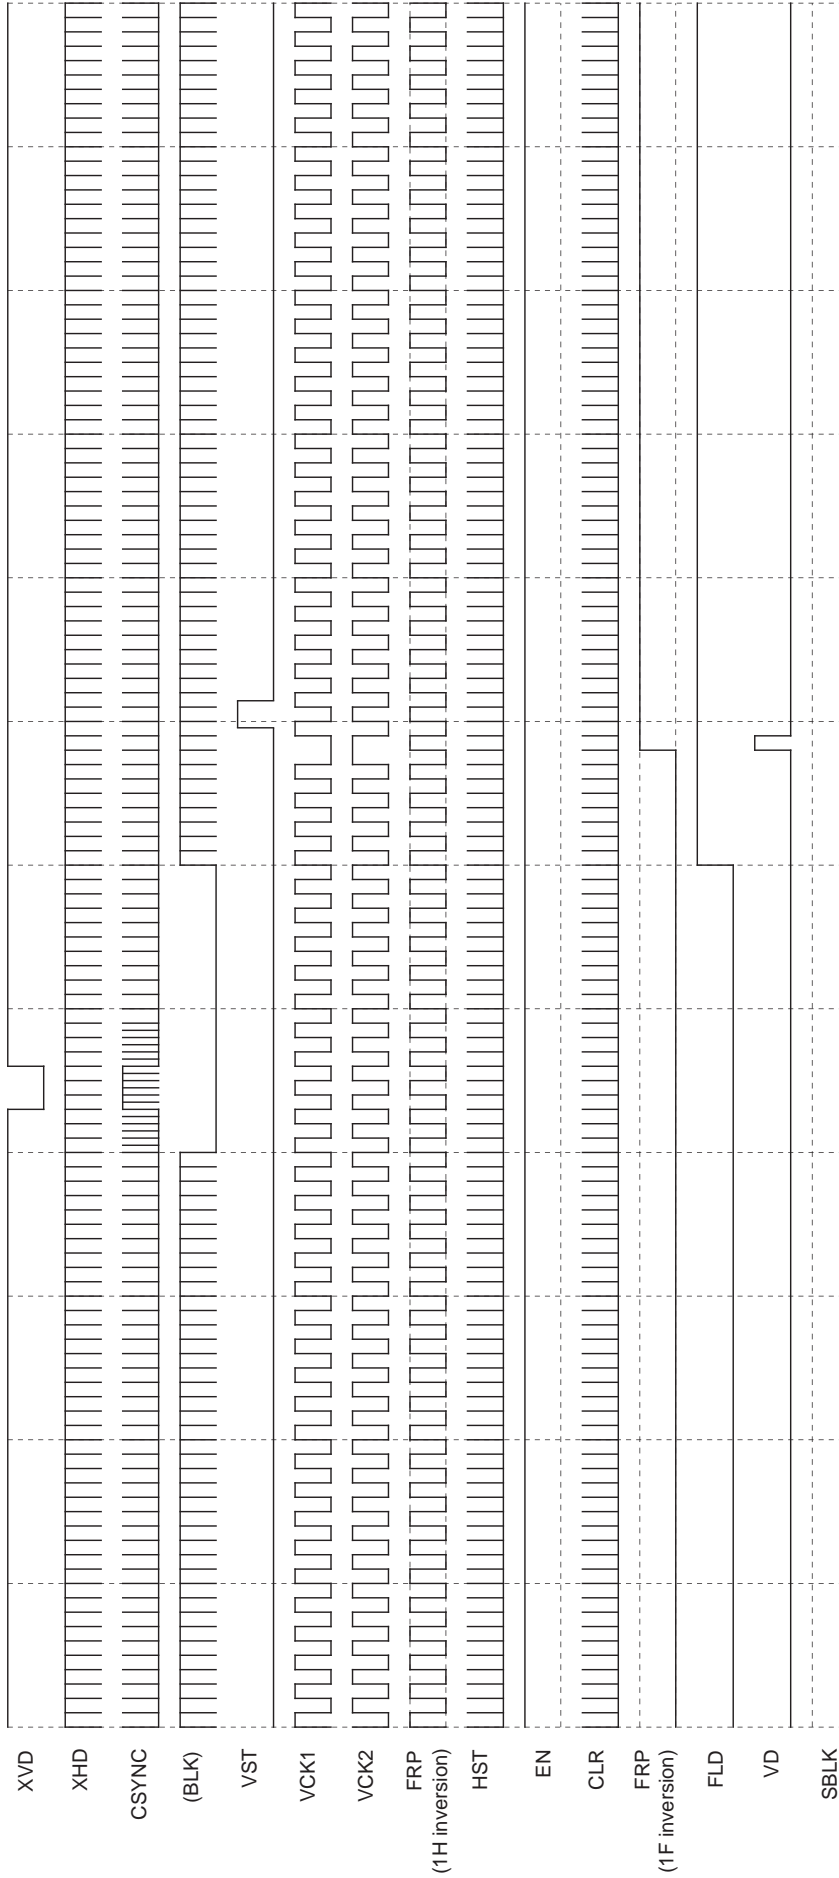 XVD
XHD
CSYNC
(BLK)
VST
VCK1
VCK2
FRP
(1H inversion)
HST
EN
CLR
FRP
(1F inversion)
FLD
VD
SBLK